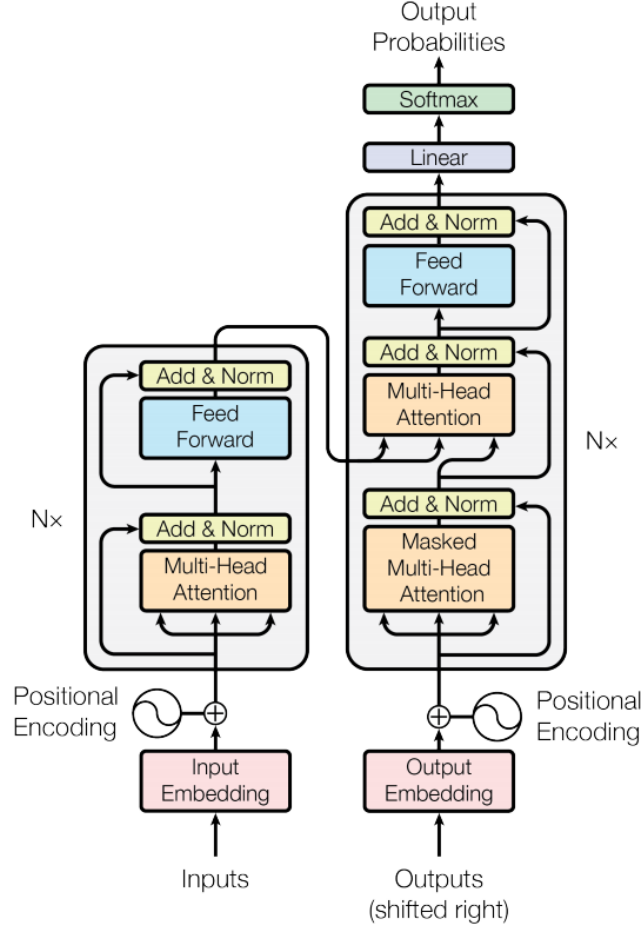 Output
Probabilities
Softmax
Linear
Add & Norm
Feed
Forward
Add & Norm
Multi-Head
Attention
Add & Norm
Masked
Multi-Head
Attention
Nx
Add & Norm
Feed
Forward
Add & Norm
Multi-Head
Attention
Nx
Positional
Encoding
Positional
Encoding
Input
Embedding
Output
Embedding
Inputs
Outputs
(shifted right)